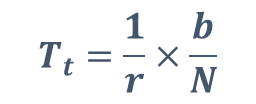 T_t = 1/r × b/N